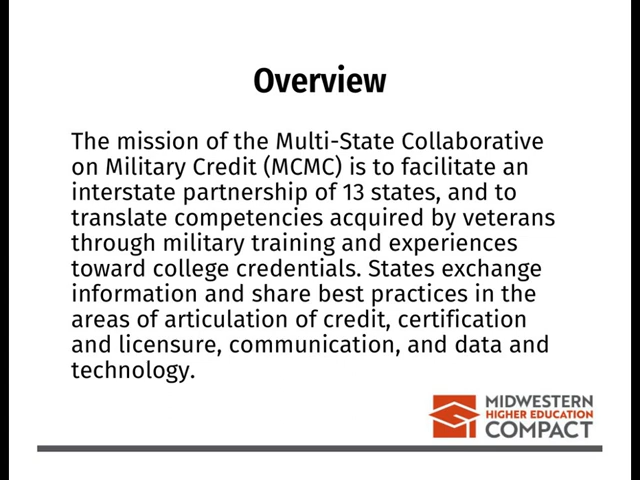 Overview
The mission of the Multi-State Collaborative
on Military Credit (MCMC) is to facilitate an
interstate partnership of 13 states, and to
translate competencies acquired by veterans
through military training and experiences
toward college credentials. States exchange
information and share best practices in the
areas of articulation of credit, certification
and licensure, communication, and data and
technology.
MIDWESTERN
HIGHER EDUCATION
COMPACT